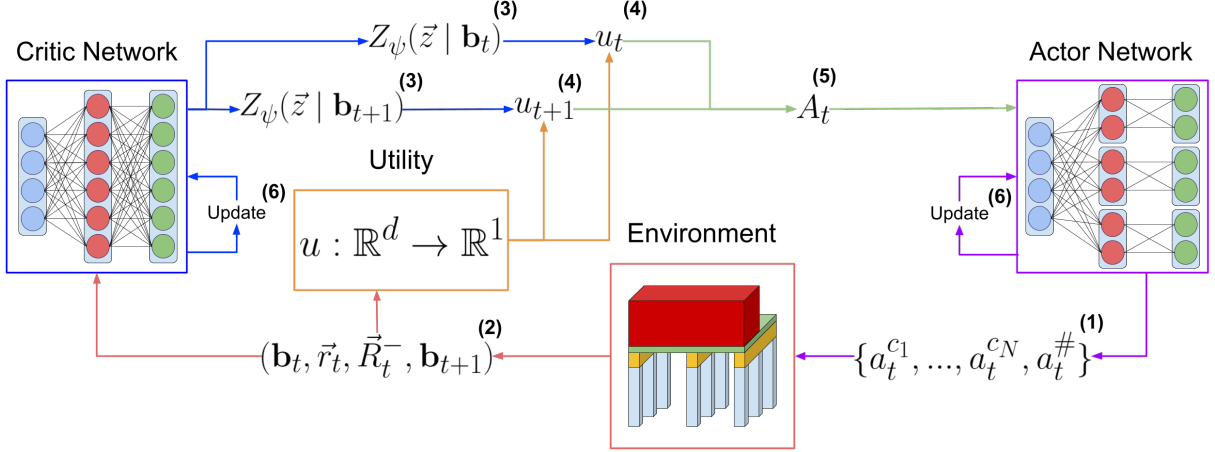 Critic Network
Z_ψ(z⃗ | b_t) (3)
u_t (4)
Actor Network
Z_ψ(z⃗ | b_{t+1}) (3)
u_{t+1} (4)
A_t (5)
Utility
Update (6)
Update (6)
u : ℝ^d → ℝ^1
Environment
(b_t, r⃗_t, R⃗_t^-, b_{t+1}) (2)
{a_t^{c_1}, ..., a_t^{c_N}, a_t^#} (1)